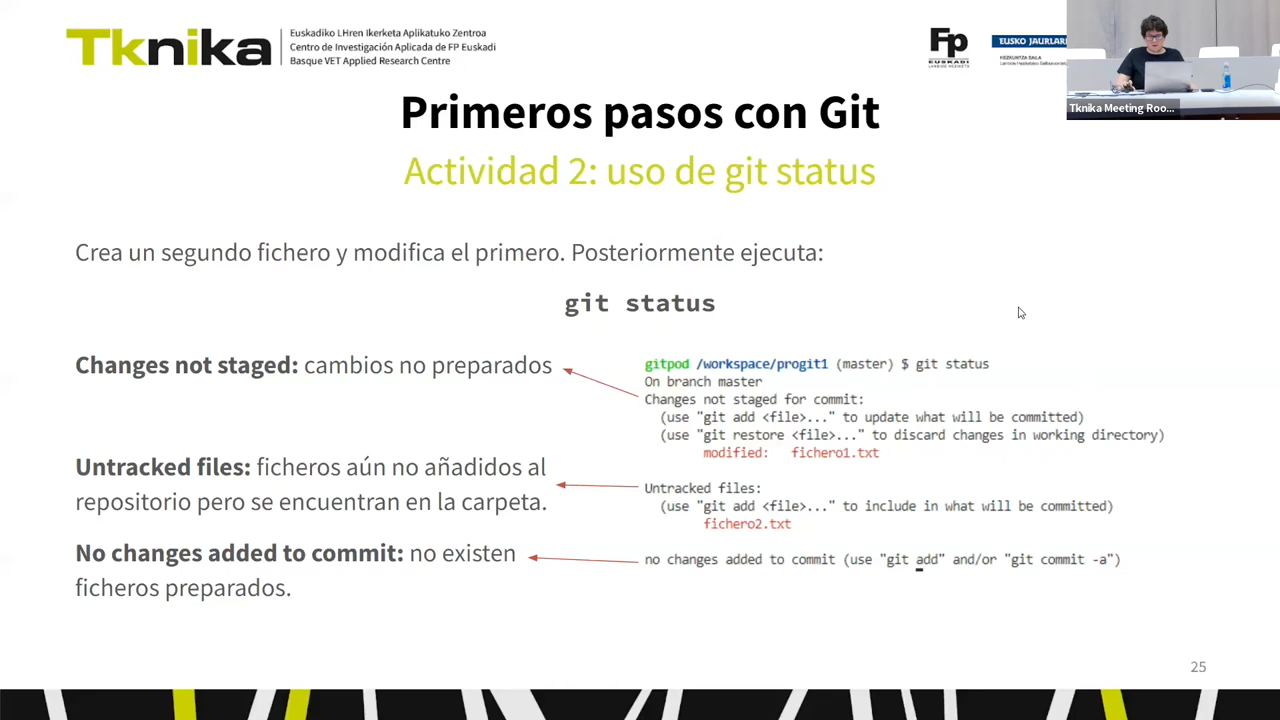 Tknika
Euskadiko LHren Ikerketa Aplikatuko Zentroa
Centro de Investigación Aplicada de FP Euskadi
Basque VET Applied Research Centre
Fp
EUSKADI
LANBIDE HEZIKETA
EUSKO JAURLARI
HEZKUNTZA SAILA
Tknika Meeting Roo...
Primeros pasos con Git
Actividad 2: uso de git status
Crea un segundo fichero y modifica el primero. Posteriormente ejecuta:
git status
Changes not staged: cambios no preparados
Untracked files: ficheros aún no añadidos al
repositorio pero se encuentran en la carpeta.
No changes added to commit: no existen
ficheros preparados.
gitpod /workspace/progit1 (master) $ git status
On branch master
Changes not staged for commit:
(use "git add <file>..." to update what will be committed)
(use "git restore <file>..." to discard changes in working directory)
modified: fichero1.txt
Untracked files:
(use "git add <file>..." to include in what will be committed)
fichero2.txt
no changes added to commit (use "git add" and/or "git commit -a")
25